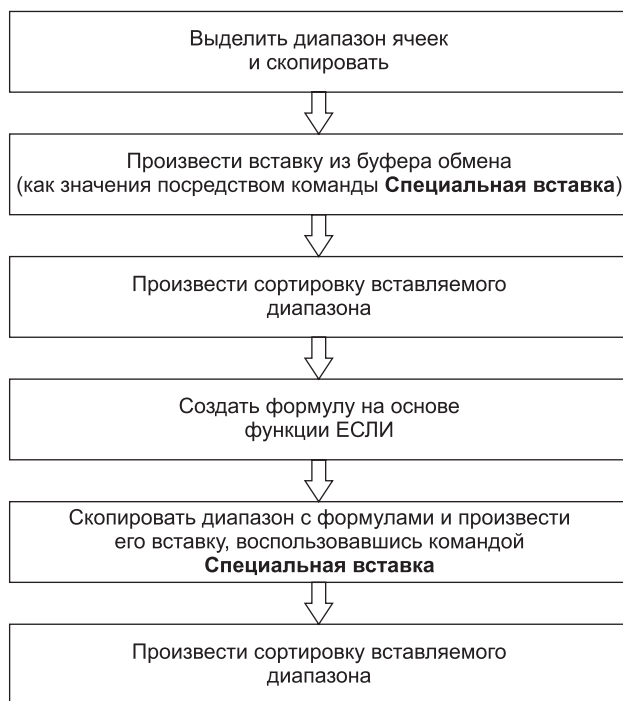 Выделить диапазон ячеек
и скопировать
Произвести вставку из буфера обмена
(как значения посредством команды Специальная вставка)
Произвести сортировку вставляемого
диапазона
Создать формулу на основе
функции ЕСЛИ
Скопировать диапазон с формулами и произвести
его вставку, воспользовавшись командой
Специальная вставка
Произвести сортировку вставляемого
диапазона